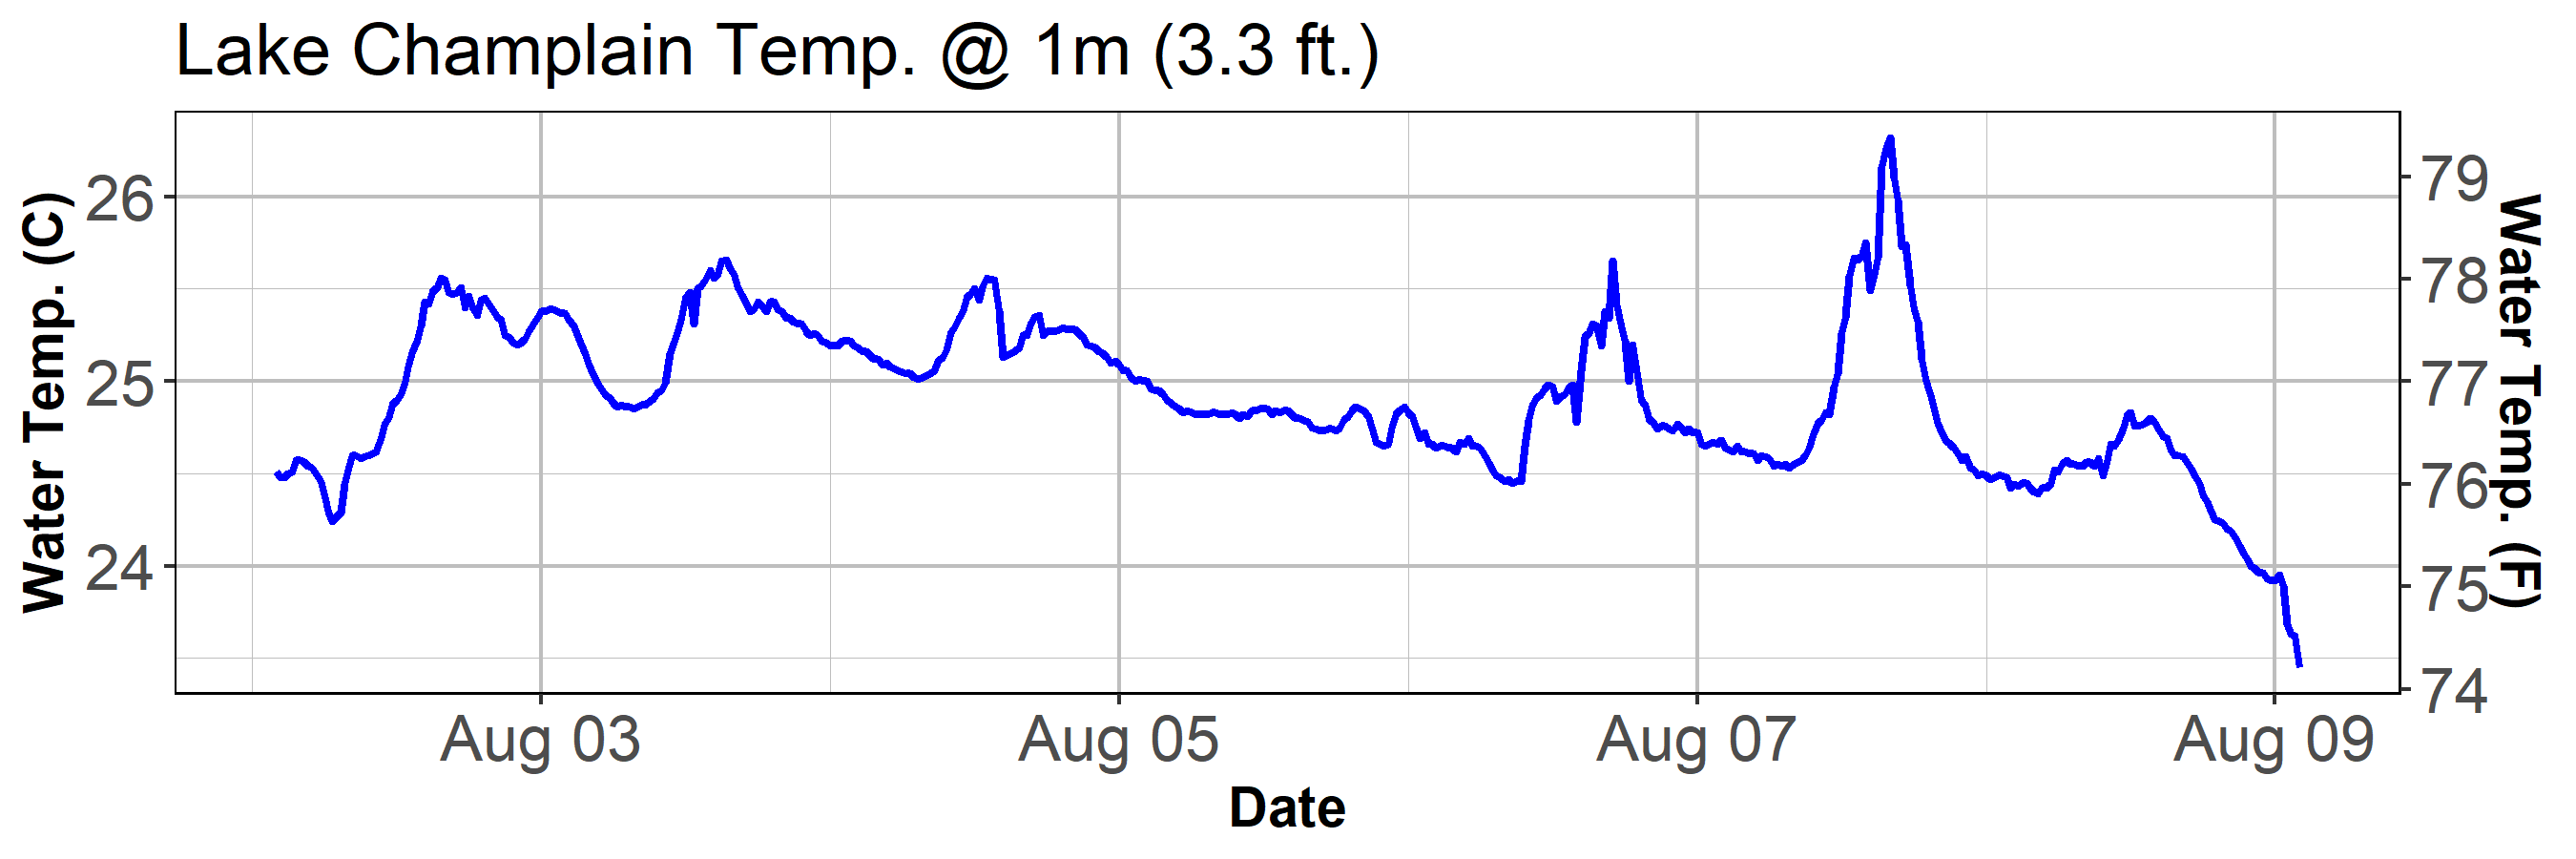 Lake Champlain Temp. @ 1m (3.3 ft.)
Water Temp. (C)
26
25
24
79
78
77
76
75
74
Water Temp. (F)
Aug 03 Aug 05 Aug 07 Aug 09
Date